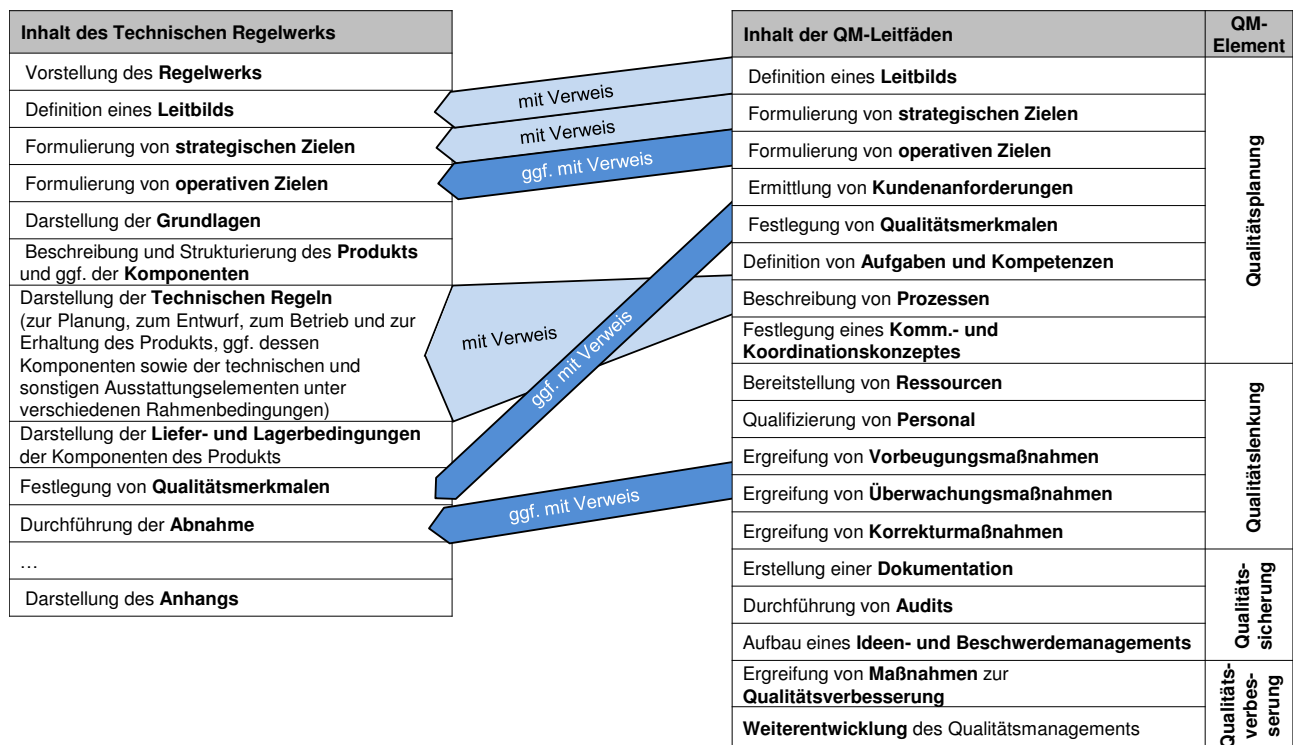 Inhalt des Technischen Regelwerks
Vorstellung des Regelwerks
Definition eines Leitbilds
Formulierung von strategischen Zielen
Formulierung von operativen Zielen
Darstellung der Grundlagen
Beschreibung und Strukturierung des Produkts
und ggf. der Komponenten
Darstellung der Technischen Regeln
(zur Planung, zum Entwurf, zum Betrieb und zur
Erhaltung des Produkts, ggf. dessen
Komponenten sowie der technischen und
sonstigen Ausstattungselementen unter
verschiedenen Rahmenbedingungen)
Darstellung der Liefer- und Lagerbedingungen
der Komponenten des Produkts
Festlegung von Qualitätsmerkmalen
Durchführung der Abnahme
…
Darstellung des Anhangs
mit Verweis
mit Verweis
ggf. mit Verweis
mit Verweis
ggf. mit Verweis
ggf. mit Verweis
Inhalt der QM-Leitfäden
QM-
Element
Definition eines Leitbilds
Formulierung von strategischen Zielen
Formulierung von operativen Zielen
Ermittlung von Kundenanforderungen
Festlegung von Qualitätsmerkmalen
Definition von Aufgaben und Kompetenzen
Beschreibung von Prozessen
Festlegung eines Komm.- und
Koordinationskonzeptes
Qualitätsplanung
Bereitstellung von Ressourcen
Qualifizierung von Personal
Ergreifung von Vorbeugungsmaßnahmen
Ergreifung von Überwachungsmaßnahmen
Ergreifung von Korrekturmaßnahmen
Qualitätslenkung
Erstellung einer Dokumentation
Durchführung von Audits
Aufbau eines Ideen- und Beschwerdemanagements
Qualitäts-
sicherung
Ergreifung von Maßnahmen zur
Qualitätsverbesserung
Weiterentwicklung des Qualitätsmanagements
Qualitäts-
verbes-
serung